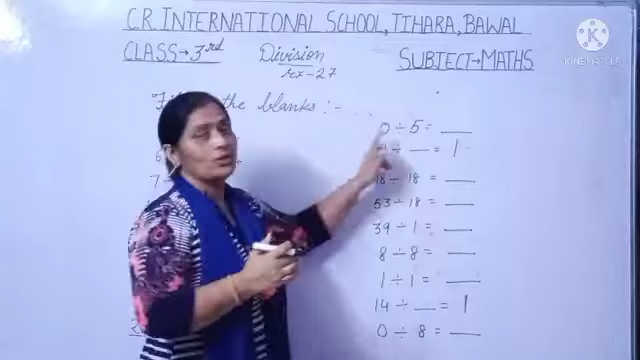 C.R. INTERNATIONAL SCHOOL, TIHARA, BAWAL
CLASS→3rd Division SUBJECT→MATHS
Ex-27
the blanks :-
0 ÷ 5 = ___
÷ ___ = 1
18 ÷ 18 = ___
53 ÷ 18 = ___
39 ÷ 1 = ___
8 ÷ 8 = ___
1 ÷ 1 = ___
14 ÷ ___ = 1
0 ÷ 8 = ___
KINEMASTER